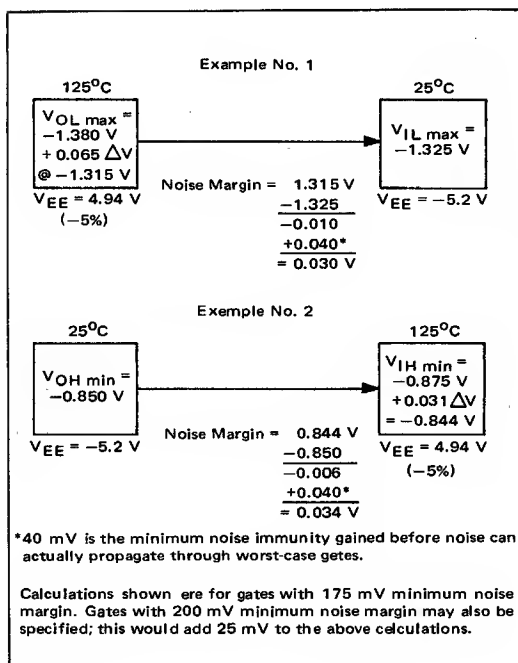 Example No. 1
125°C
25°C
VOL max =
−1.380 V
+ 0.065 ΔV
@ −1.315 V
VIL max =
−1.325 V
VEE = 4.94 V
(−5%)
VEE = −5.2 V
Noise Margin = 1.315 V
−1.325
−0.010
+0.040*
= 0.030 V
Exemple No. 2
25°C
125°C
VOH min =
−0.850 V
VIH min =
−0.875 V
+0.031 ΔV
= −0.844 V
VEE = −5.2 V
VEE = 4.94 V
(−5%)
Noise Margin = 0.844 V
−0.850
−0.006
+0.040*
= 0.034 V
*40 mV is the minimum noise immunity gained before noise can
actually propagate through worst-case getes.
Calculations shown ere for gates with 175 mV minimum noise
margin. Gates with 200 mV minimum noise margin may also be
specified; this would add 25 mV to the above celculations.